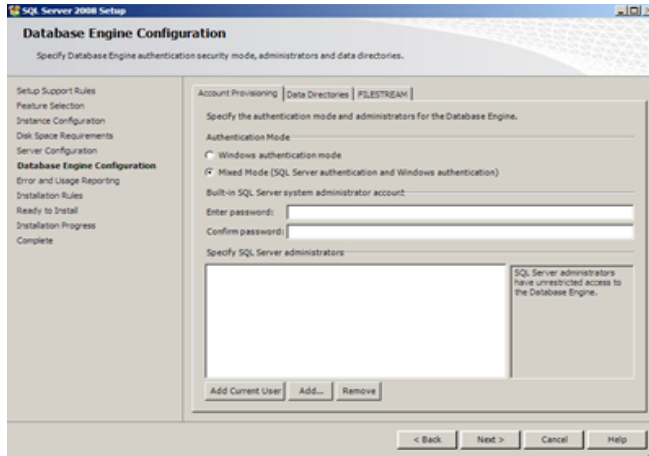 SQL Server 2008 Setup
Database Engine Configuration
Specify Database Engine authentication security mode, administrators and data directories.
Setup Support Rules
Feature Selection
Instance Configuration
Disk Space Requirements
Server Configuration
Database Engine Configuration
Error and Usage Reporting
Installation Rules
Ready to Install
Installation Progress
Complete
Account Provisioning Data Directories FILESTREAM
Specify the authentication mode and administrators for the Database Engine.
Authentication Mode
Windows authentication mode
Mixed Mode (SQL Server authentication and Windows authentication)
Built-in SQL Server system administrator account
Enter password:
Confirm password:
Specify SQL Server administrators
SQL Server administrators
have unrestricted access to
the Database Engine.
Add Current User Add... Remove
< Back Next > Cancel Help